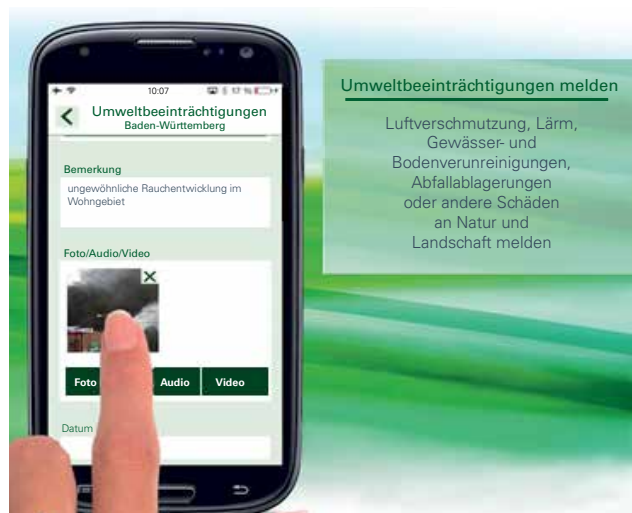 10:07
Umweltbeeinträchtigungen
Baden-Württemberg
Bemerkung
ungewöhnliche Rauchentwicklung im
Wohngebiet
Foto/Audio/Video
Foto
Audio
Video
Datum
Umweltbeeinträchtigungen melden
Luftverschmutzung, Lärm,
Gewässer- und
Bodenverunreinigungen,
Abfallablagerungen
oder andere Schäden
an Natur und
Landschaft melden